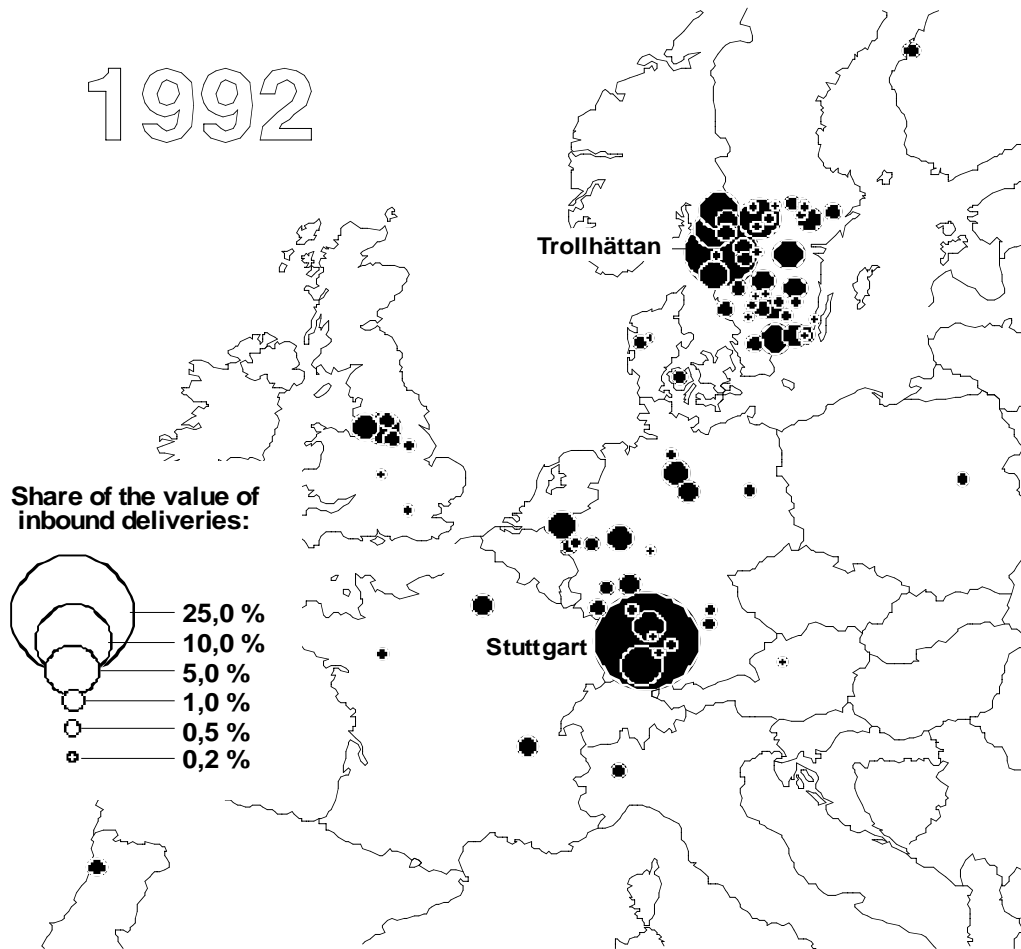 1992
Trollhättan
Share of the value of
inbound deliveries:
25,0 %
10,0 %
5,0 %
1,0 %
0,5 %
0,2 %
Stuttgart